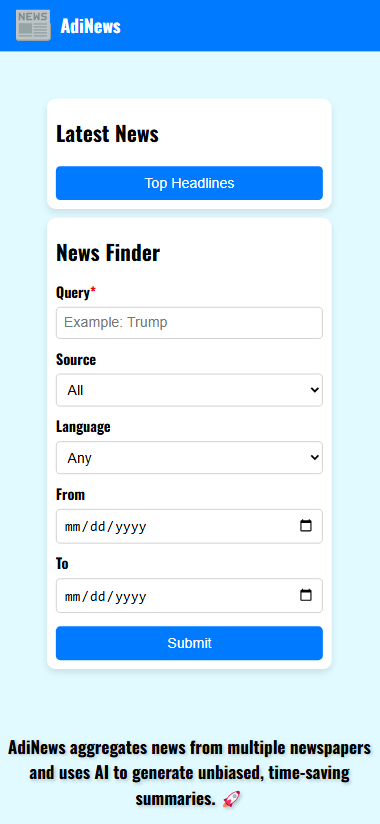 NEWS
AdiNews
Latest News
Top Headlines
News Finder
Query*
Example: Trump
Source
All
Language
Any
From
mm/dd/yyyy
To
mm/dd/yyyy
Submit
AdiNews aggregates news from multiple newspapers
and uses AI to generate unbiased, time-saving
summaries. 🚀